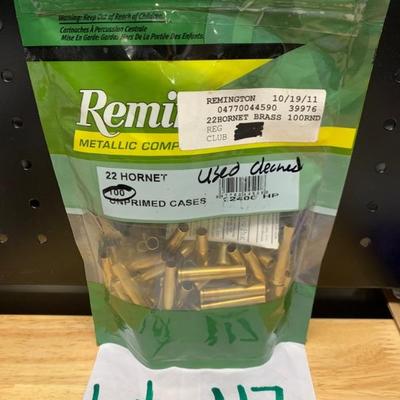 Warning: Keep Out of Reach of Children.
Cartouches À Percussion Centrale
Mise En Garde: Garder Hors De La Portée Des Enfants.
Remin
METALLIC COMP
REMINGTON 10/19/11
04770044590 39976
22HORNET BRASS 100RND
REG
CLUB
22 HORNET
100
UNPRIMED CASES
Used Cleaned